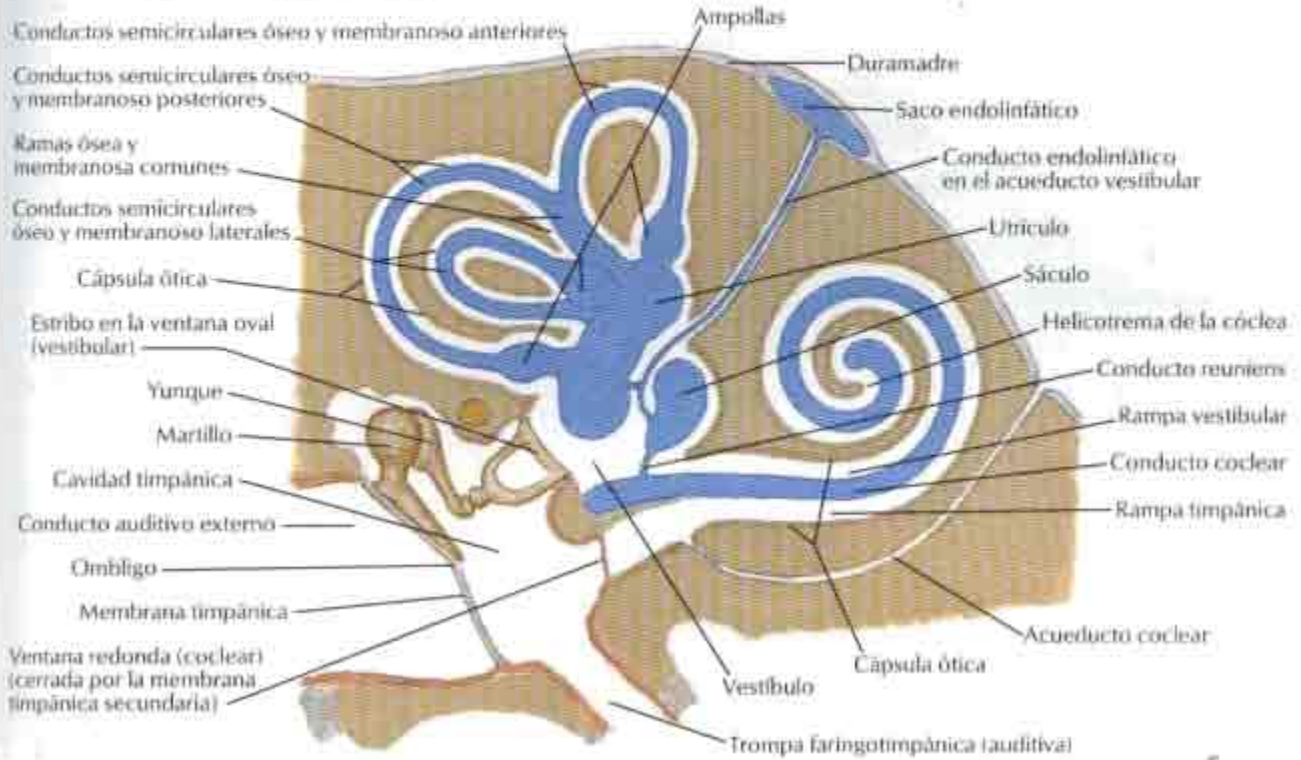 Conductos semicirculares óseo y membranoso anteriores
Conductos semicirculares óseo
y membranoso posteriores
Ramas ósea y
membranosa comunes
Conductos semicirculares
óseo y membranoso laterales
Cápsula ótica
Estribo en la ventana oval
(vestibular)
Yunque
Martillo
Cavidad timpánica
Conducto auditivo externo
Ombligo
Membrana timpánica
Ventana redonda (coclear)
(cerrada por la membrana
timpánica secundaria)
Ampollas
Duramadre
Saco endolinfático
Conducto endolinfático
en el acueducto vestibular
Utrículo
Sáculo
Helicotrema de la cóclea
Conducto reuniens
Rampa vestibular
Conducto coclear
Rampa timpánica
Acueducto coclear
Cápsula ótica
Vestíbulo
Trompa faringotimpánica (auditiva)